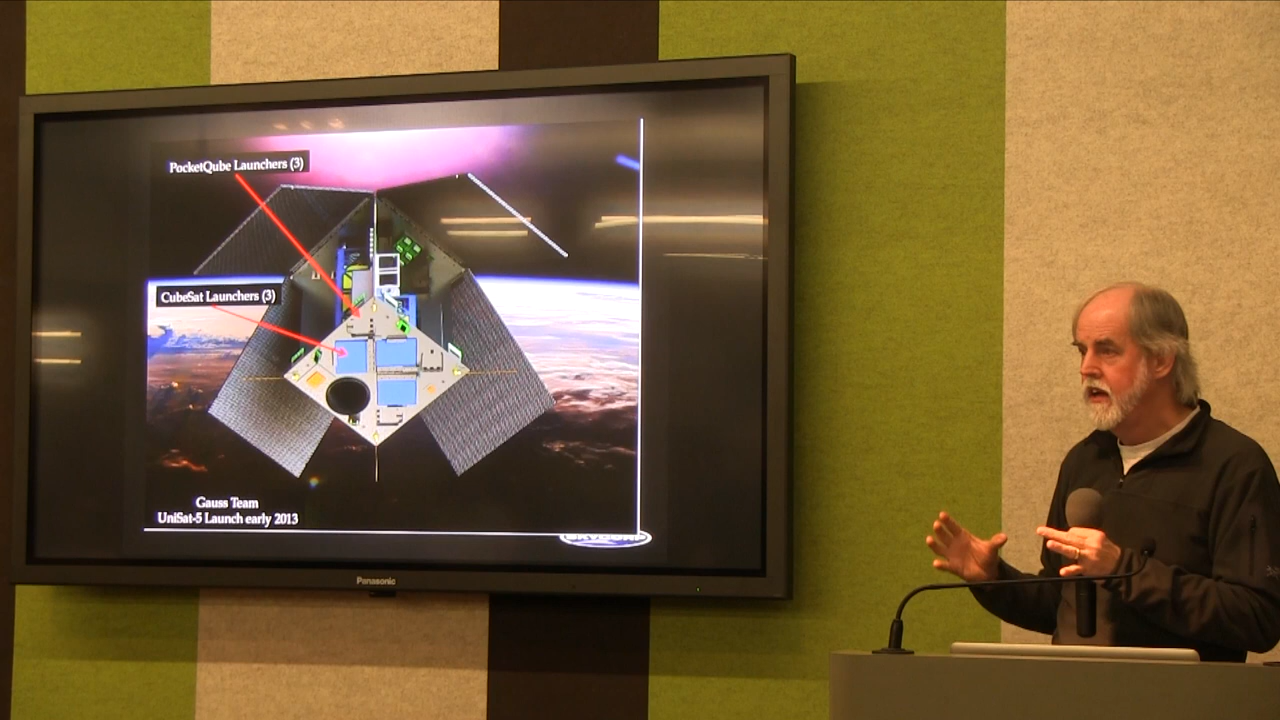 PocketQube Launchers (3)
CubeSat Launchers (3)
Gauss Team
UniSat-5 Launch early 2013
Panasonic